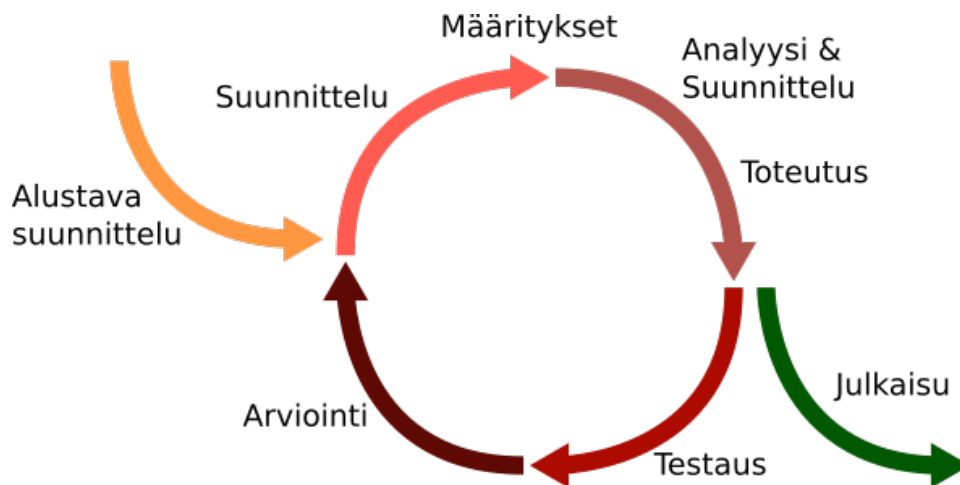 Määritykset
Analyysi &
Suunnittelu
Suunnittelu
Toteutus
Alustava
suunnittelu
Julkaisu
Arviointi
Testaus